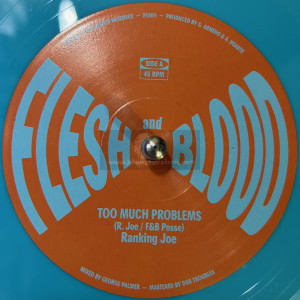 SIDE A
45 RPM
FLESH and BLOOD
TOO MUCH PROBLEMS
(R. Joe / F&B Posse)
Ranking Joe
MIXED BY GEORGE PALMER - MASTERED BY DUB TROUBLES